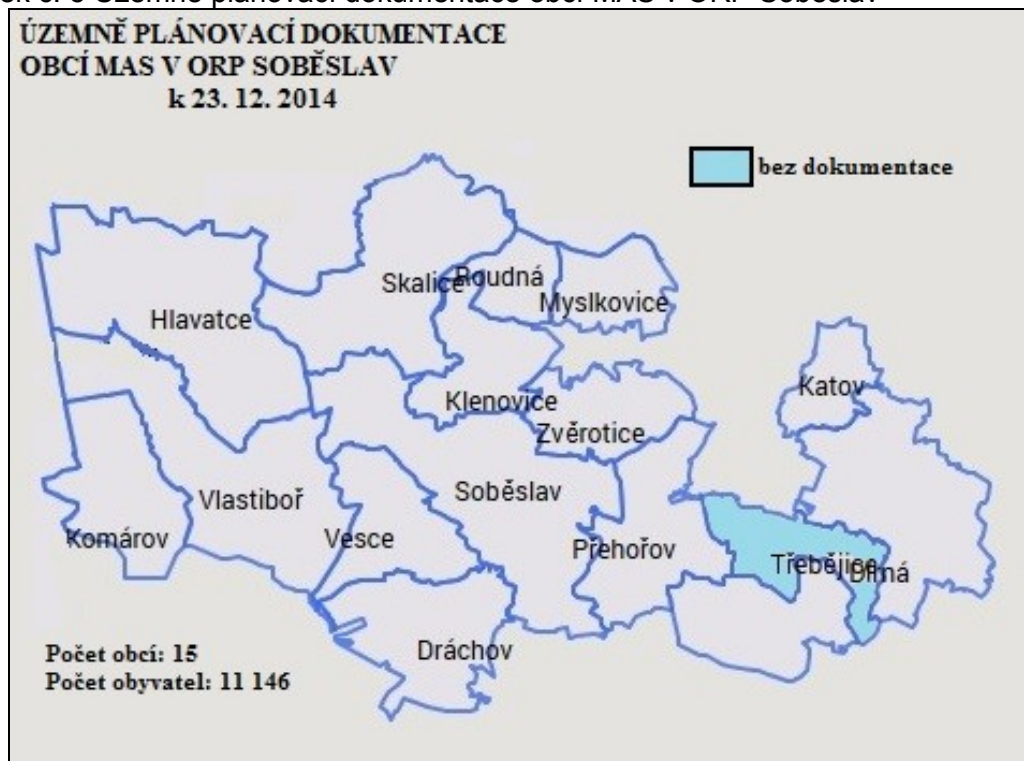 ÚZEMNĚ PLÁNOVACÍ DOKUMENTACE
OBCÍ MAS V ORP SOBĚSLAV
k 23. 12. 2014
bez dokumentace
Skalice
Roudná
Myslkovice
Hlavatce
Katov
Klenovice
Zvěrotice
Vlastiboř
Soběslav
Komárov
Vesce
Přehořov
Třebějice
Dírná
Dráchov
Počet obcí: 15
Počet obyvatel: 11 146